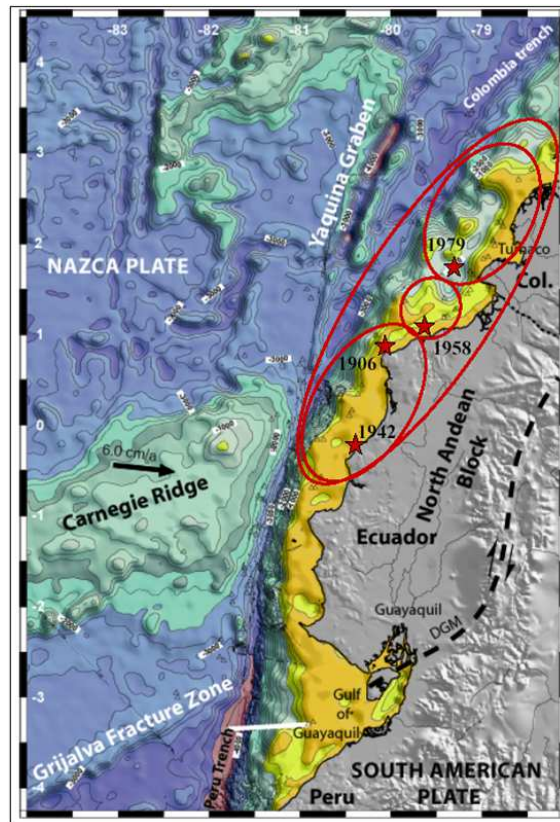 -83
-82
-81
-80
-79
4
3
2
1
0
-1
-2
-3
-4
Colombia trench
Yaquina Graben
NAZCA PLATE
1979
Tumaco
Col.
1906
1958
1942
6.0 cm/a
Carnegie Ridge
North Andean
Block
Ecuador
Guayaquil
DGM
Grijalva Fracture Zone
Gulf
of
Guayaquil
Peru Trench
SOUTH AMERICAN
PLATE
Peru